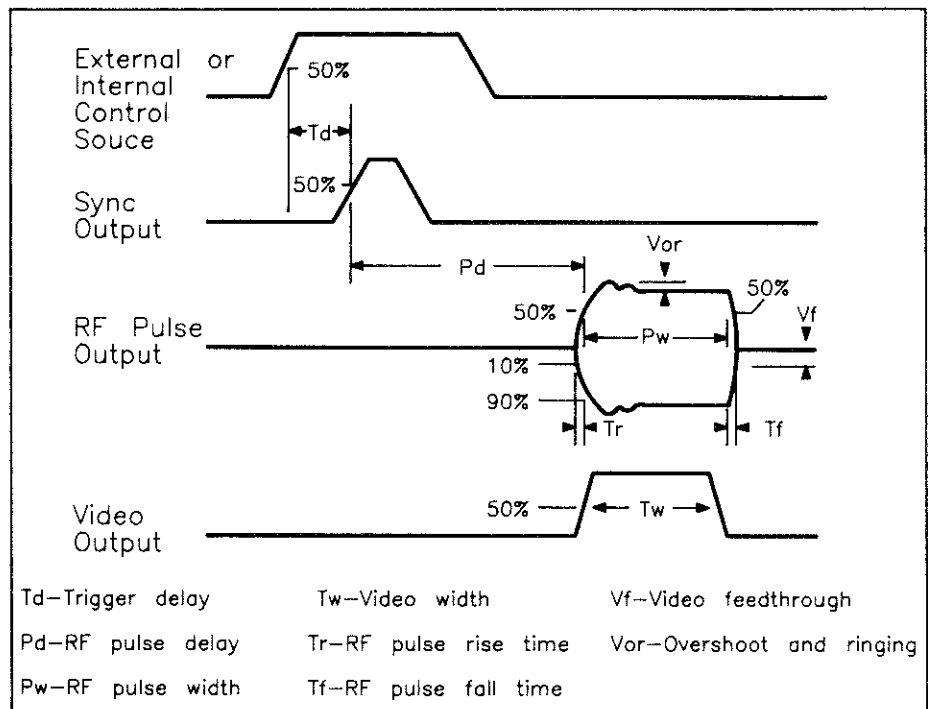 External or
Internal
Control
Souce
50%
Td
50%
Sync
Output
Pd
Vor
50%
50%
RF Pulse
Output
Pw
Vf
10%
90%
Tr
Tf
50%
Video
Output
Tw
Td–Trigger delay
Tw–Video width
Vf–Video feedthrough
Pd–RF pulse delay
Tr–RF pulse rise time
Vor–Overshoot and ringing
Pw–RF pulse width
Tf–RF pulse fall time